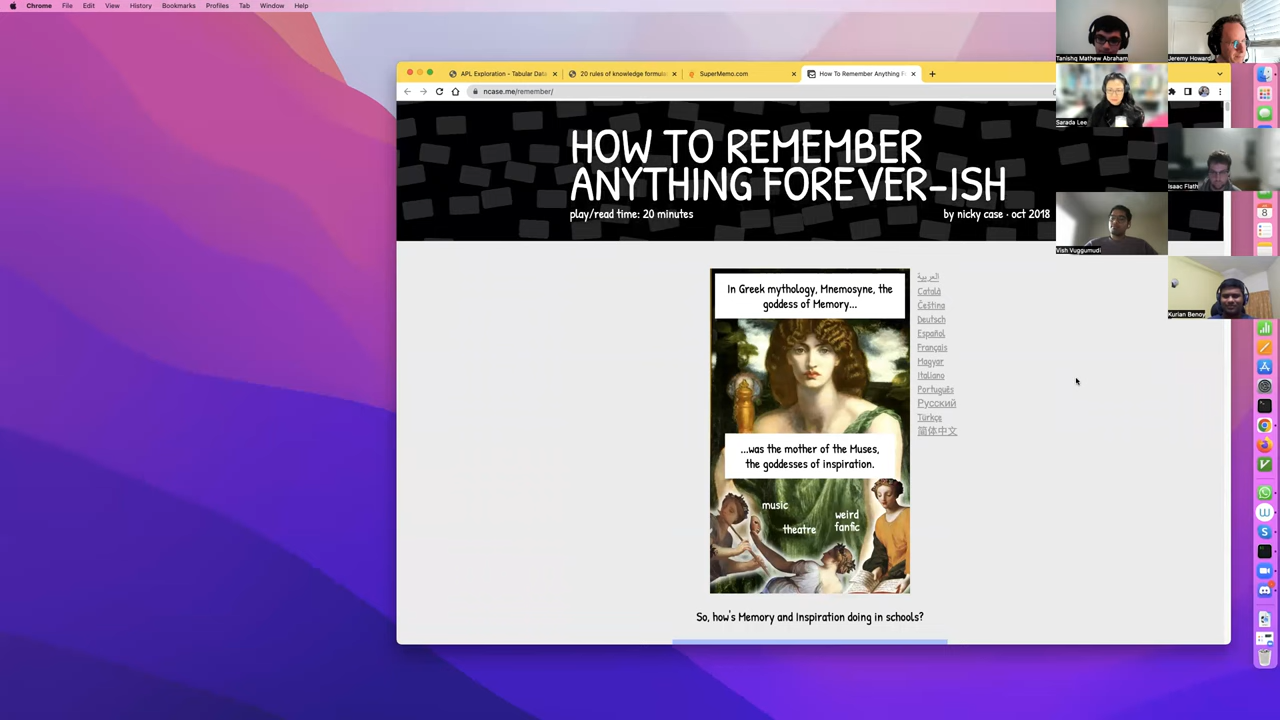 Chrome File Edit View History Bookmarks Profiles Tab Window Help
Tanishq Mathew Abraham
Jeremy Howard
Sarada Lee
Isaac Flath
Vish Vuggumudi
Kurian Benoy
APL Exploration - Tabular Data
20 rules of knowledge formula
SuperMemo.com
How To Remember Anything F
ncase.me/remember/
HOW TO REMEMBER
ANYTHING FOREVER-ISH
play/read time: 20 minutes
by nicky case · oct 2018
In Greek mythology, Mnemosyne, the
goddess of Memory...
...was the mother of the Muses,
the goddesses of inspiration.
music
theatre
weird
fanfic
العربية
Català
Čeština
Deutsch
Español
Français
Magyar
Italiano
Português
Русский
Türkçe
简体中文
So, how's Memory and Inspiration doing in schools?
8